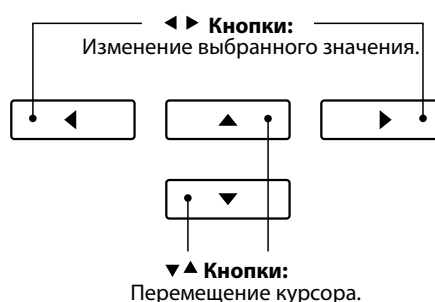 ◀ ▶ Кнопки:
Изменение выбранного значения.
▼▲ Кнопки:
Перемещение курсора.